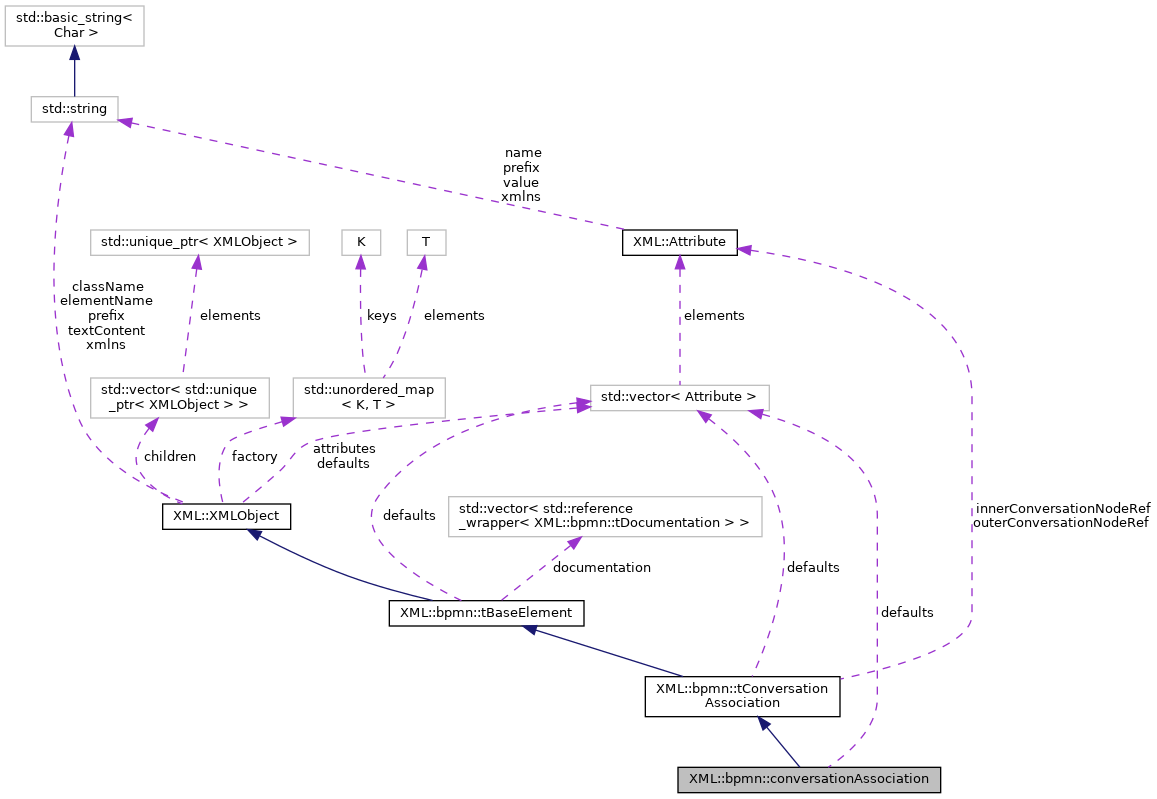 std::basic_string<
Char >
std::string
name
prefix
value
xmlns
std::unique_ptr< XMLObject >
K
T
XML::Attribute
className
elementName
prefix
textContent
xmlns
elements
keys
elements
elements
std::vector< std::unique
_ptr< XMLObject > >
std::unordered_map
< K, T >
std::vector< Attribute >
children
factory
attributes
defaults
XML::XMLObject
defaults
std::vector< std::reference
_wrapper< XML::bpmn::tDocumentation > >
innerConversationNodeRef
outerConversationNodeRef
documentation
defaults
XML::bpmn::tBaseElement
defaults
XML::bpmn::tConversation
Association
XML::bpmn::conversationAssociation